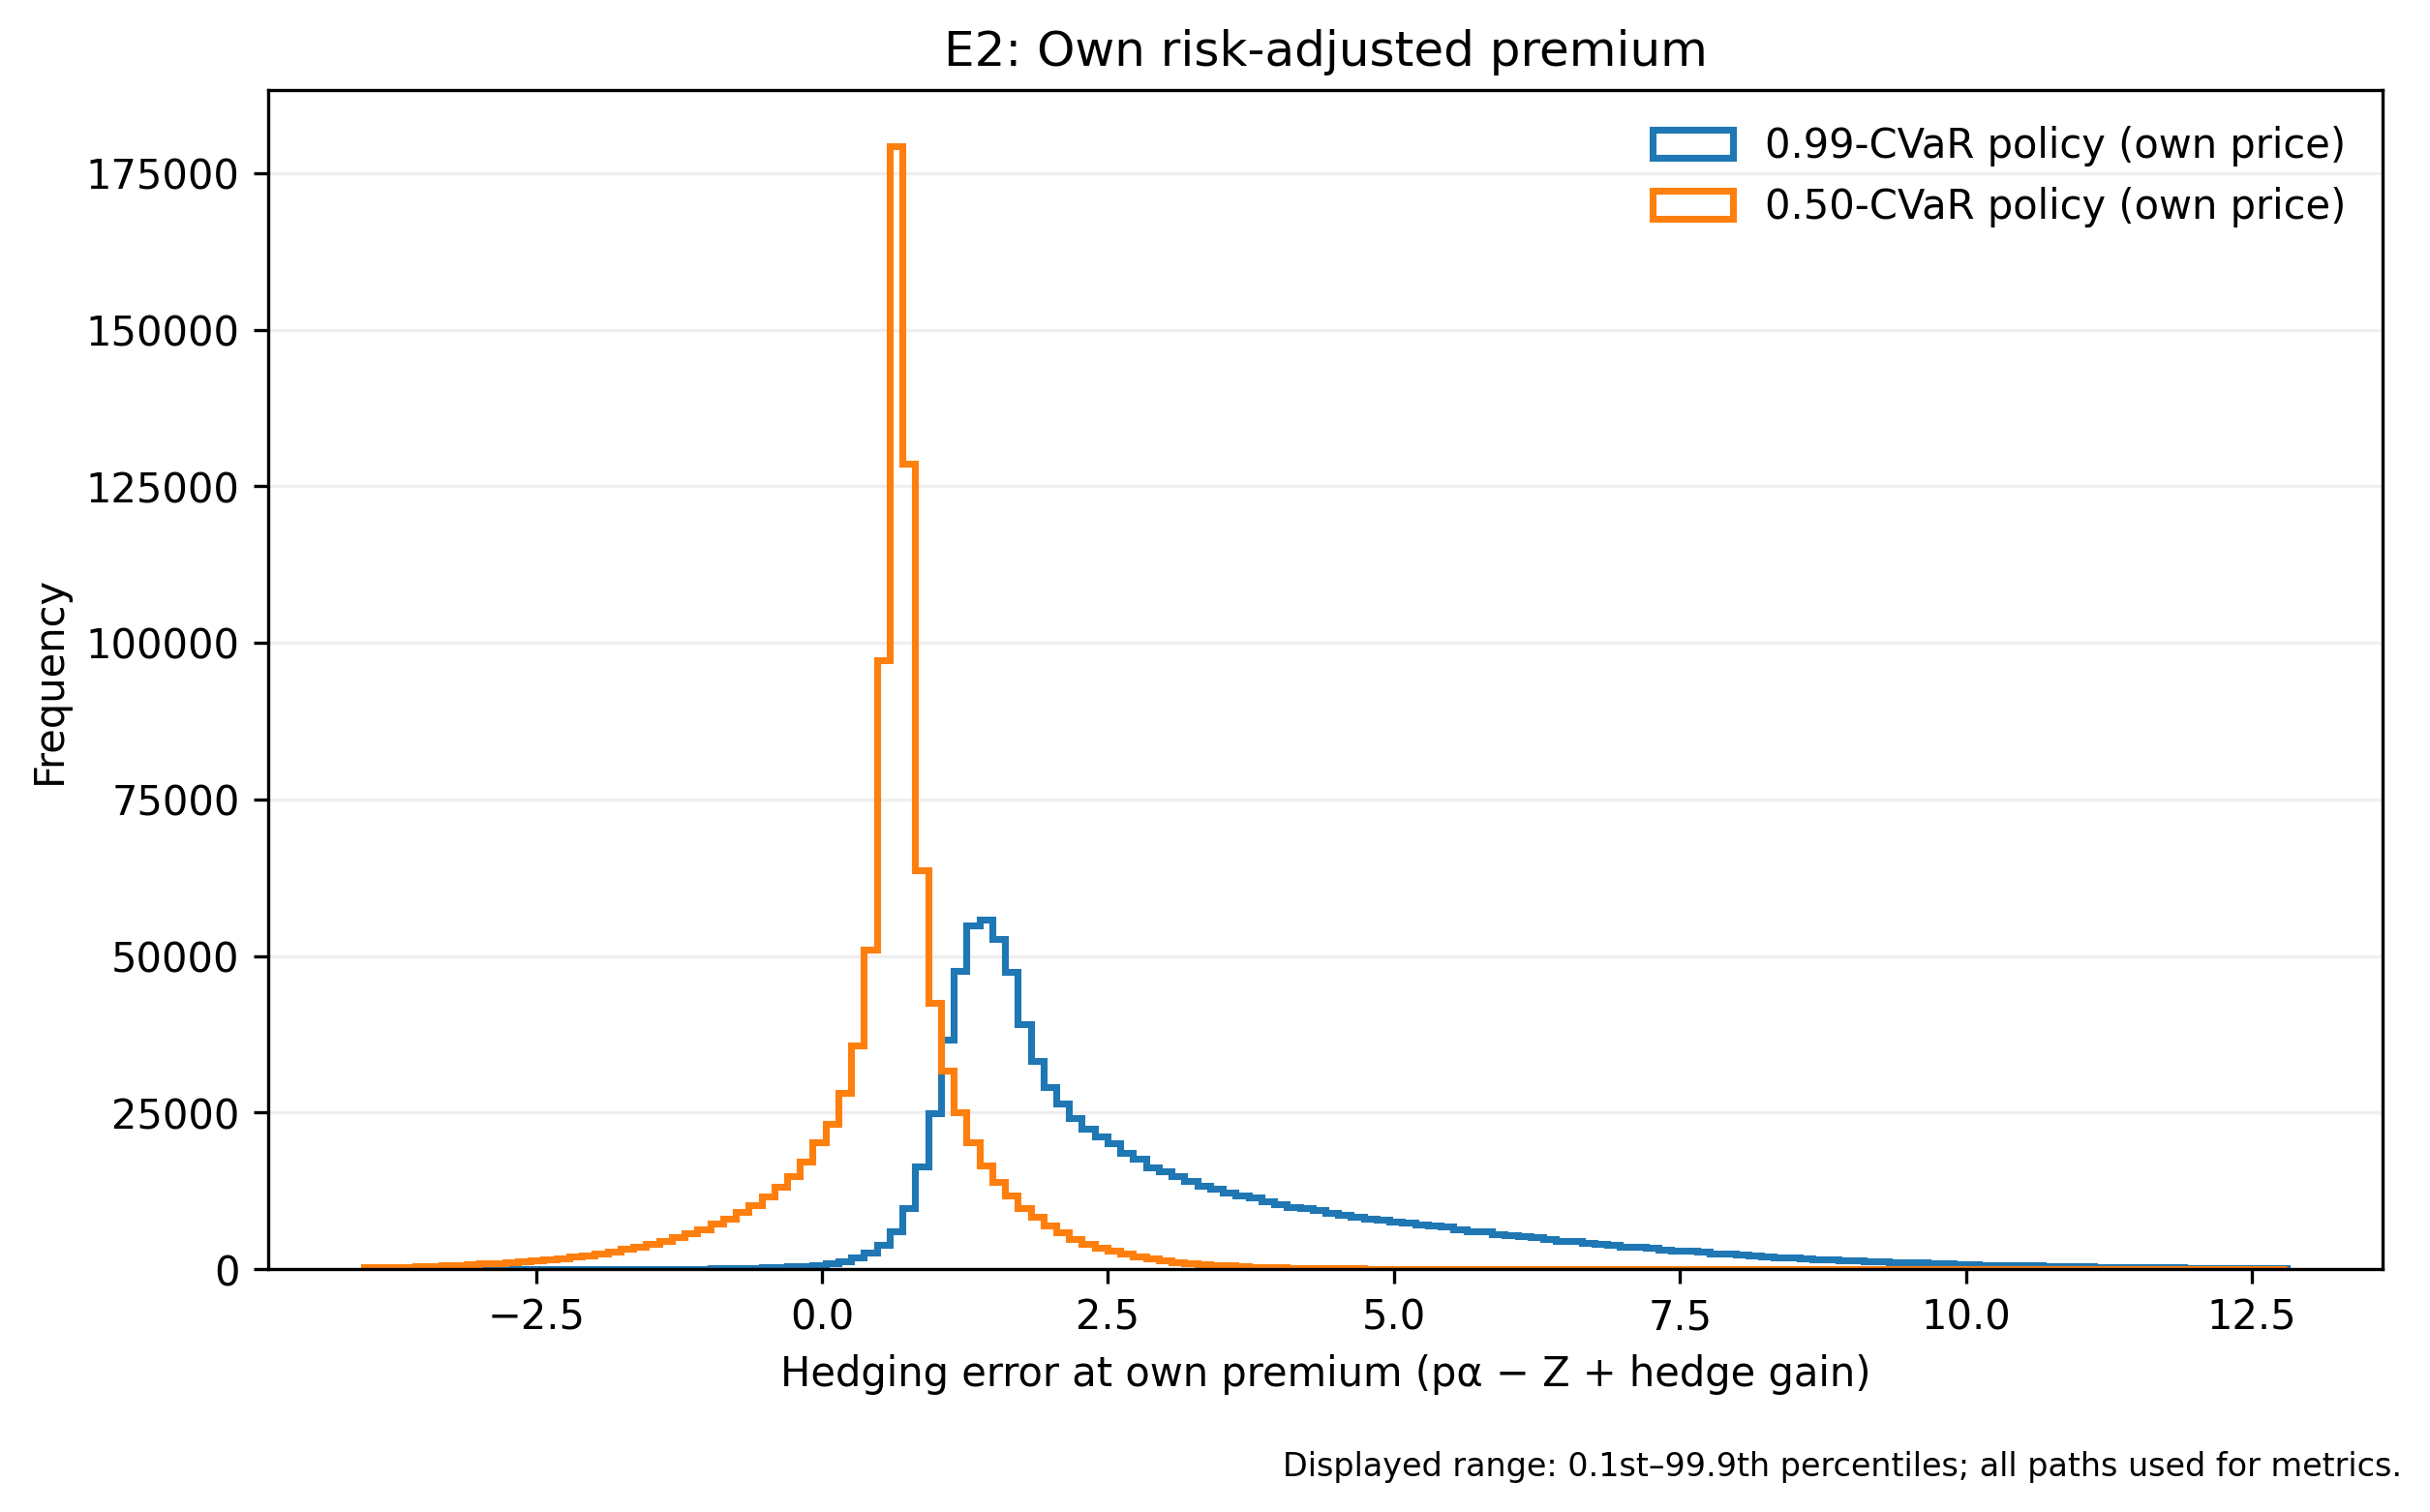 E2: Own risk-adjusted premium
0.99-CVaR policy (own price)
0.50-CVaR policy (own price)
Frequency
175000
150000
125000
100000
75000
50000
25000
0
−2.5
0.0
2.5
5.0
7.5
10.0
12.5
Hedging error at own premium (pα − Z + hedge gain)
Displayed range: 0.1st–99.9th percentiles; all paths used for metrics.